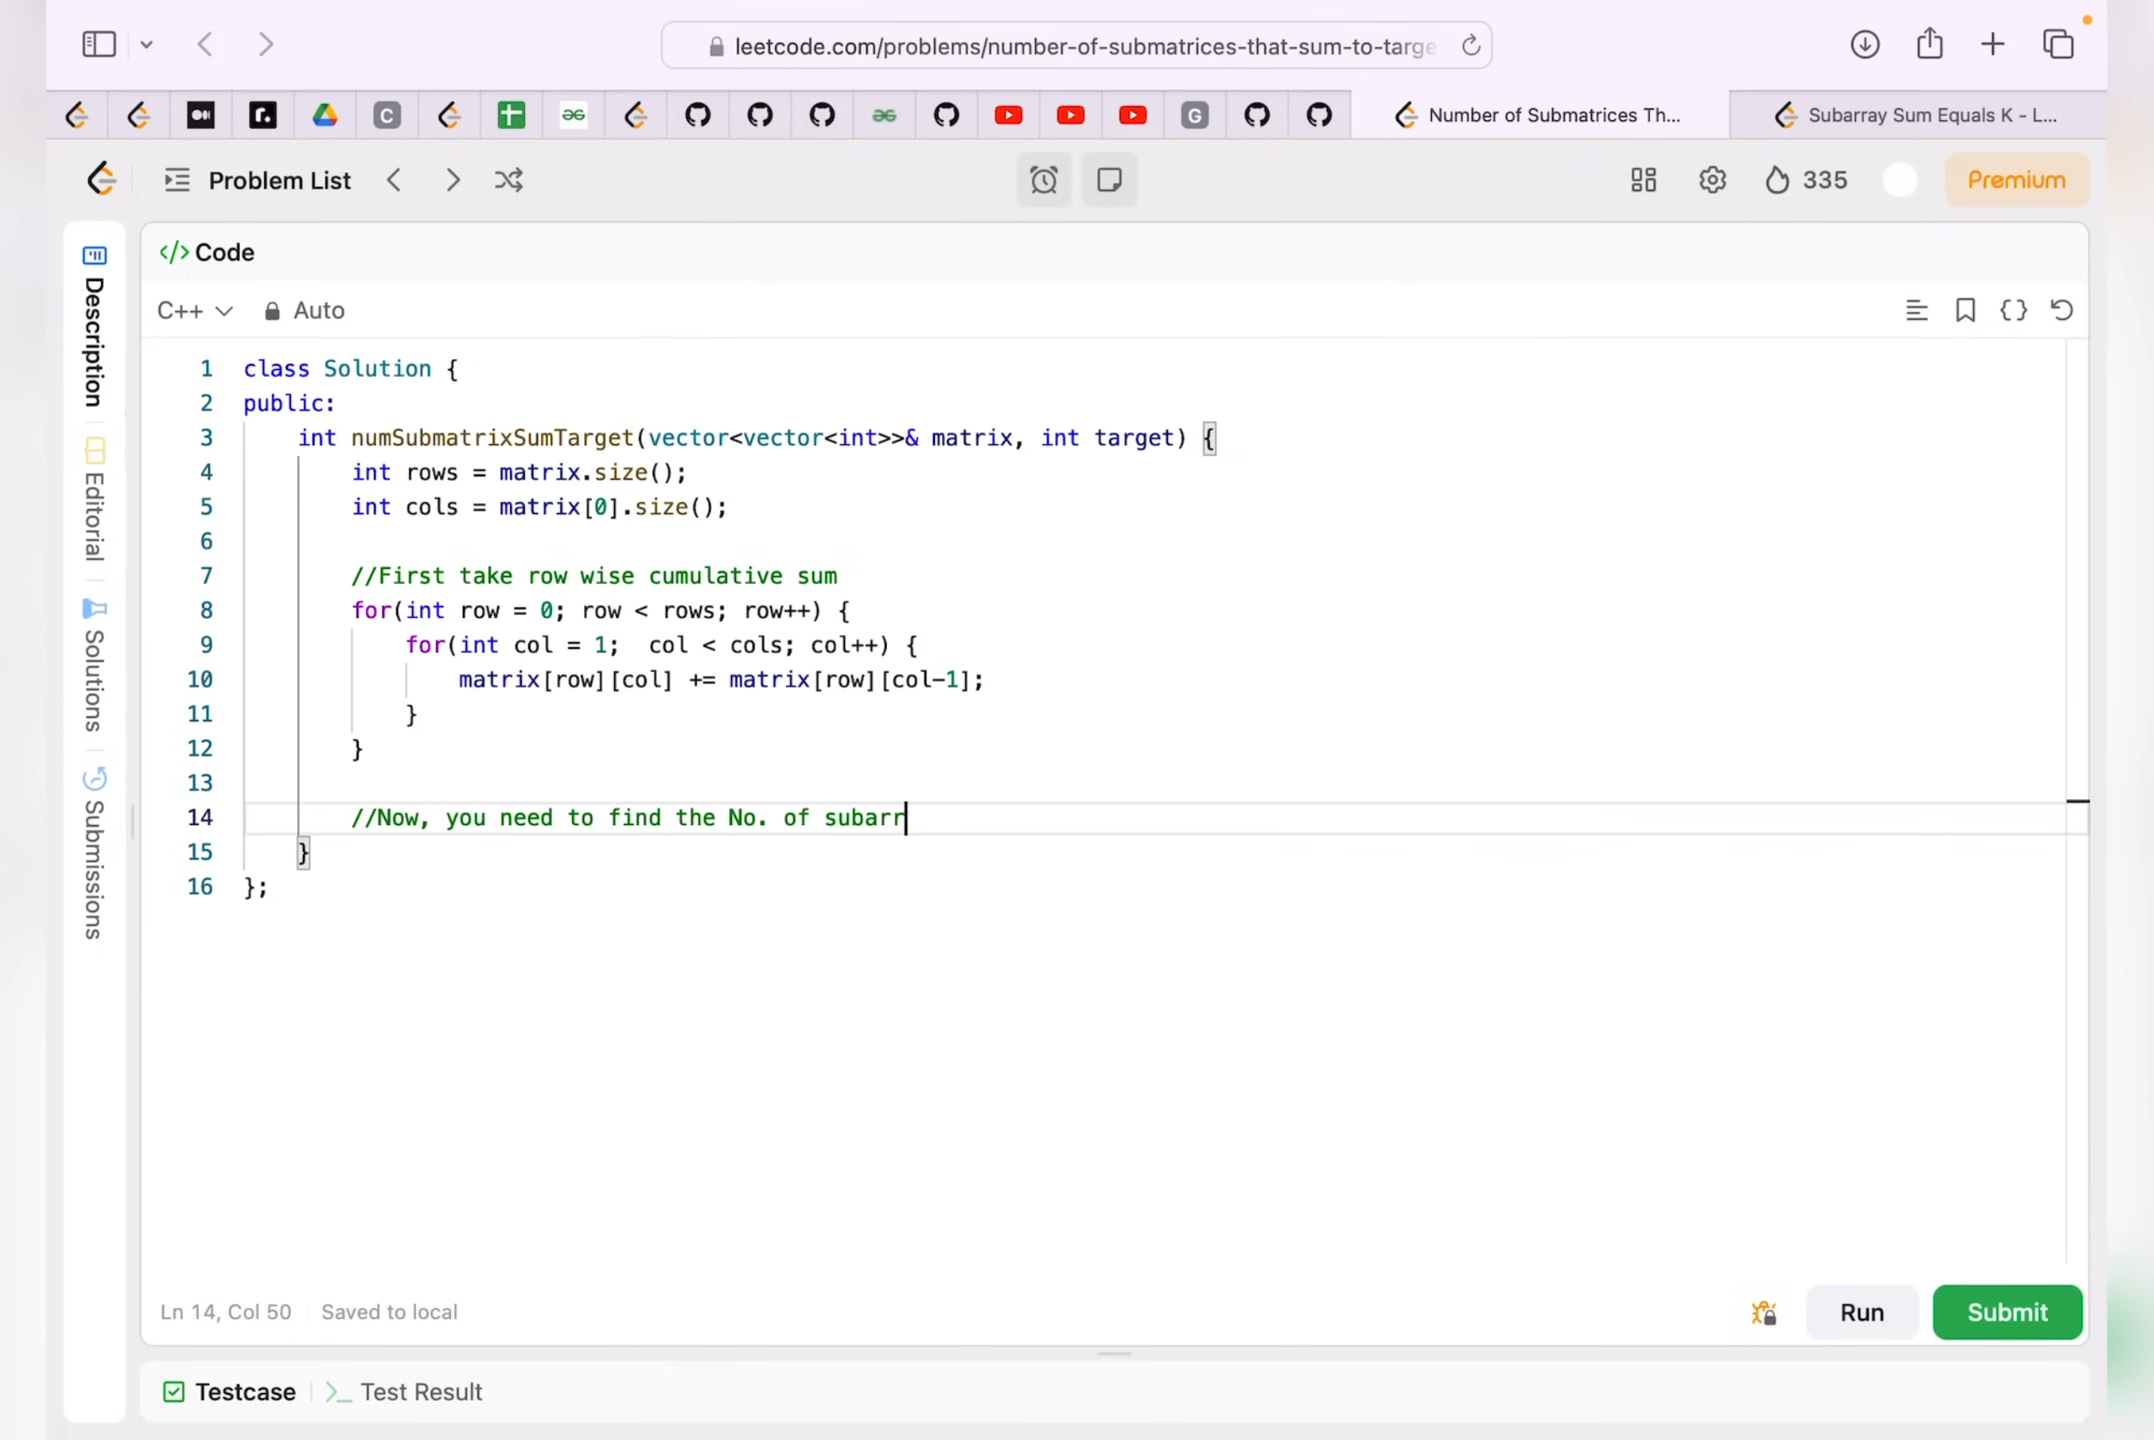 leetcode.com/problems/number-of-submatrices-that-sum-to-targe
C
G
Number of Submatrices Th...
Subarray Sum Equals K - L...
Problem List
335
Premium
Description
Editorial
Solutions
Submissions
</> Code
C++
Auto
1 class Solution {
2 public:
3 int numSubmatrixSumTarget(vector<vector<int>>& matrix, int target) {
4 int rows = matrix.size();
5 int cols = matrix[0].size();
6
7 //First take row wise cumulative sum
8 for(int row = 0; row < rows; row++) {
9 for(int col = 1;  col < cols; col++) {
10 matrix[row][col] += matrix[row][col-1];
11 }
12 }
13
14 //Now, you need to find the No. of subarr
15 }
16 };
Ln 14, Col 50 Saved to local
Run
Submit
Testcase
>_ Test Result